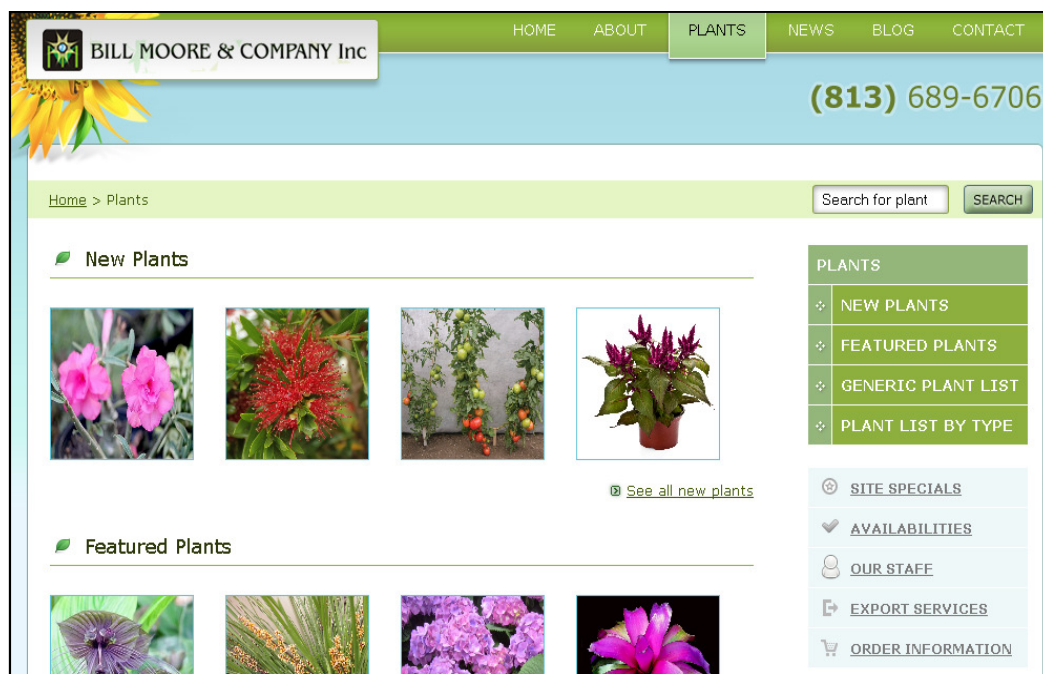 BILL MOORE & COMPANY Inc
HOME ABOUT PLANTS NEWS BLOG CONTACT
(813) 689-6706
Home > Plants
Search for plant
SEARCH
New Plants
See all new plants
Featured Plants
PLANTS
NEW PLANTS
FEATURED PLANTS
GENERIC PLANT LIST
PLANT LIST BY TYPE
SITE SPECIALS
AVAILABILITIES
OUR STAFF
EXPORT SERVICES
ORDER INFORMATION